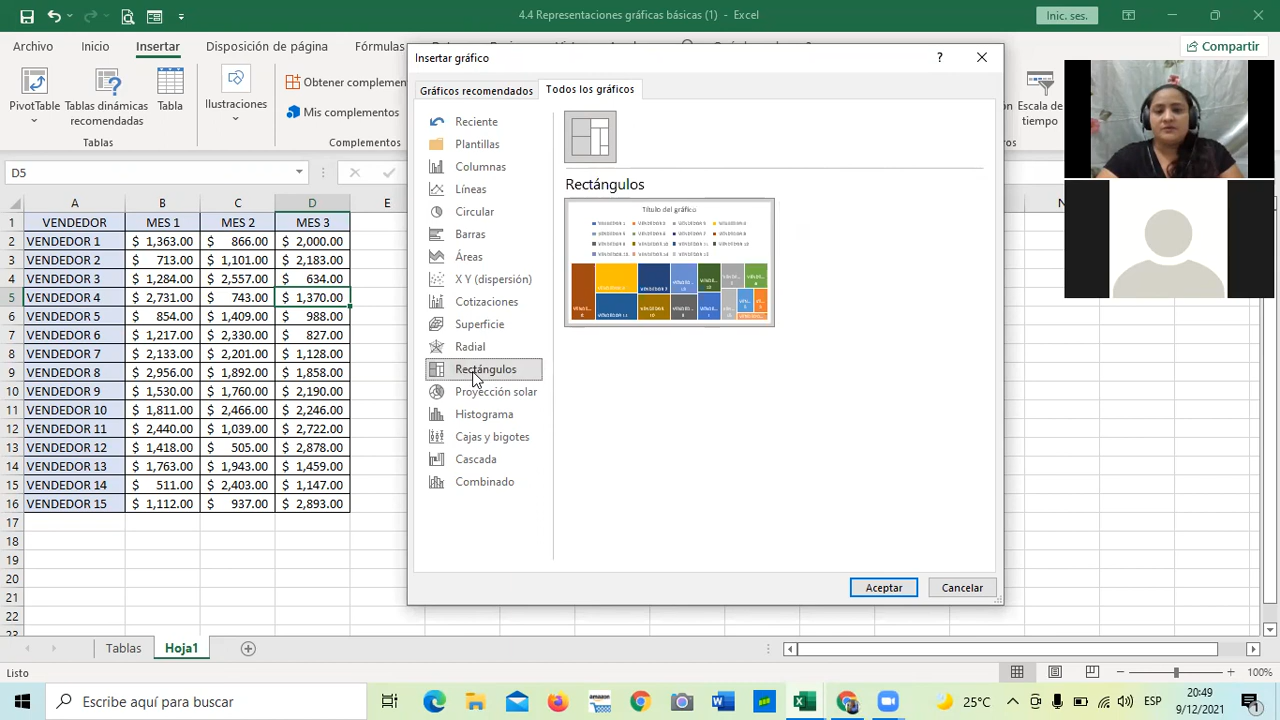 4.4 Representaciones gráficas básicas (1) - Excel
Inic. ses.
Archivo Inicio Insertar Disposición de página Fórmulas
Compartir
PivotTable
Tablas dinámicas recomendadas
Tabla
Tablas
Ilustraciones
Obtener complemen
Mis complemento
Complementos
Escala de tiempo
D5
Insertar gráfico
Gráficos recomendados
Todos los gráficos
Reciente
Plantillas
Columnas
Líneas
Circular
Barras
Áreas
X Y (dispersión)
Cotizaciones
Superficie
Radial
Rectángulos
Proyección solar
Histograma
Cajas y bigotes
Cascada
Combinado
Rectángulos
Título del gráfico
Aceptar
Cancelar
A B C D E
1 VENDEDOR MES 1 MES 2 MES 3
2 VENDEDOR 1 $ 1,363.00 $ 866.00 $ 2,000.00
3 VENDEDOR 2 $ 713.00 $ 1,101.00 $ 2,183.00
4 VENDEDOR 3 $ 1,284.00 $ 2,557.00 $ 634.00
5 VENDEDOR 4 $ 2,731.00 $ 743.00 $ 1,370.00
6 VENDEDOR 5 $ 854.00 $ 1,409.00 $ 988.00
7 VENDEDOR 6 $ 1,217.00 $ 2,330.00 $ 827.00
8 VENDEDOR 7 $ 2,133.00 $ 2,201.00 $ 1,128.00
9 VENDEDOR 8 $ 2,956.00 $ 1,892.00 $ 1,858.00
10 VENDEDOR 9 $ 1,530.00 $ 1,760.00 $ 2,190.00
11 VENDEDOR 10 $ 1,811.00 $ 2,466.00 $ 2,246.00
12 VENDEDOR 11 $ 2,440.00 $ 1,039.00 $ 2,722.00
13 VENDEDOR 12 $ 1,418.00 $ 505.00 $ 2,878.00
14 VENDEDOR 13 $ 1,763.00 $ 1,943.00 $ 1,459.00
15 VENDEDOR 14 $ 511.00 $ 2,403.00 $ 1,147.00
16 VENDEDOR 15 $ 1,112.00 $ 937.00 $ 2,893.00
17
18
19
20
21
22
23
Tablas
Hoja1
Listo
100%
Escribe aquí para buscar
25°C
ESP
20:49
9/12/2021